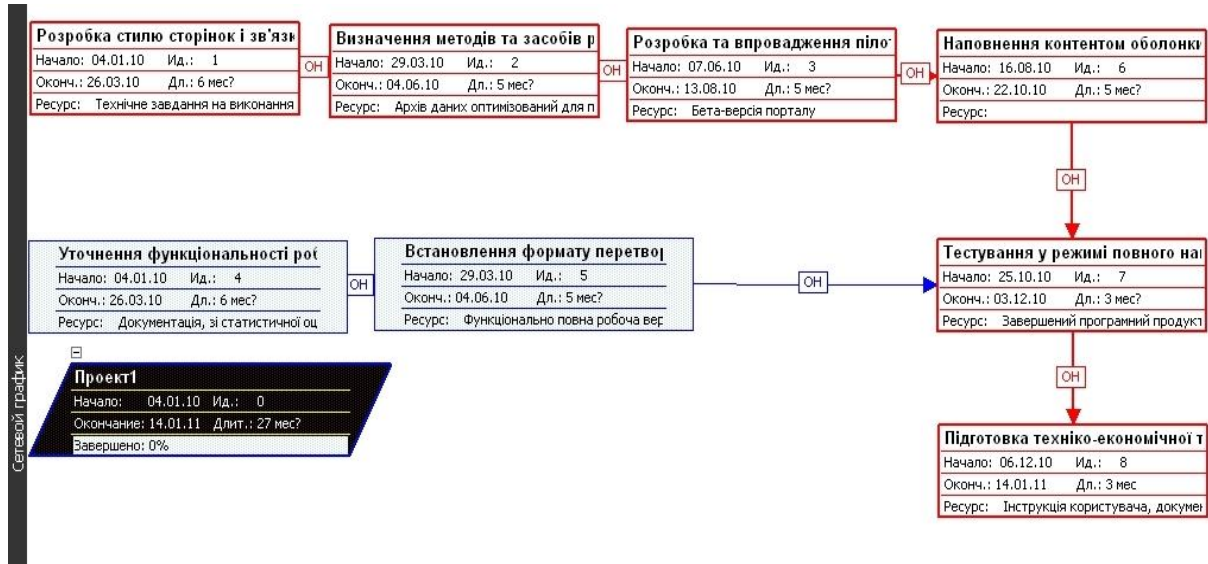 Розробка стилю сторінок і зв'язк
Начало: 04.01.10 Ид.: 1
Оконч.: 26.03.10 Дл.: 6 мес?
Ресурс: Технічне завдання на виконання
ОН
Визначення методів та засобів р
Начало: 29.03.10 Ид.: 2
Оконч.: 04.06.10 Дл.: 5 мес?
Ресурс: Архів даних оптимізований для п
ОН
Розробка та впровадження піло
Начало: 07.06.10 Ид.: 3
Оконч.: 13.08.10 Дл.: 5 мес?
Ресурс: Бета-версія порталу
ОН
Наповнення контентом оболонки
Начало: 16.08.10 Ид.: 6
Оконч.: 22.10.10 Дл.: 5 мес?
Ресурс:
ОН
Уточнення функціональності роб
Начало: 04.01.10 Ид.: 4
Оконч.: 26.03.10 Дл.: 6 мес?
Ресурс: Документація, зі статистичної оц
ОН
Встановлення формату перетвор
Начало: 29.03.10 Ид.: 5
Оконч.: 04.06.10 Дл.: 5 мес?
Ресурс: Функціонально повна робоча вер
ОН
Тестування у режимі повного на
Начало: 25.10.10 Ид.: 7
Оконч.: 03.12.10 Дл.: 3 мес?
Ресурс: Завершений програмний продукт
ОН
Проект1
Начало: 04.01.10 Ид.: 0
Окончание: 14.01.11 Длит.: 27 мес?
Завершено: 0%
Підготовка техніко-економічної т
Начало: 06.12.10 Ид.: 8
Оконч.: 14.01.11 Дл.: 3 мес
Ресурс: Інструкція користувача, докумен
Сетевой график